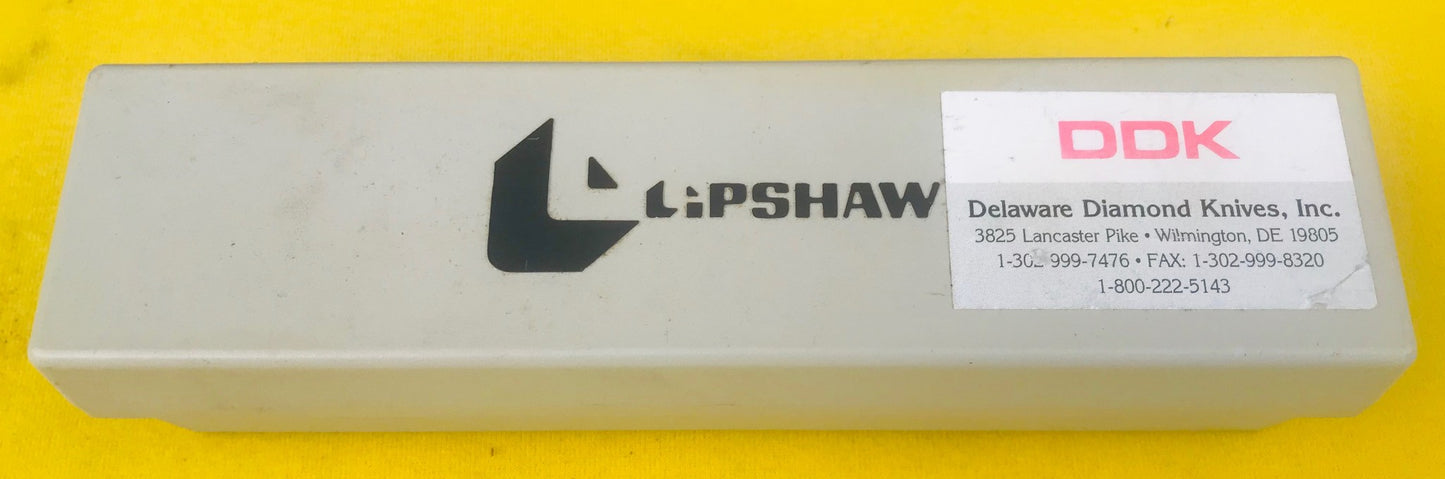 LIPSHAW
DDK
Delaware Diamond Knives, Inc.
3825 Lancaster Pike • Wilmington, DE 19805
1-302 999-7476 • FAX: 1-302-999-8320
1-800-222-5143